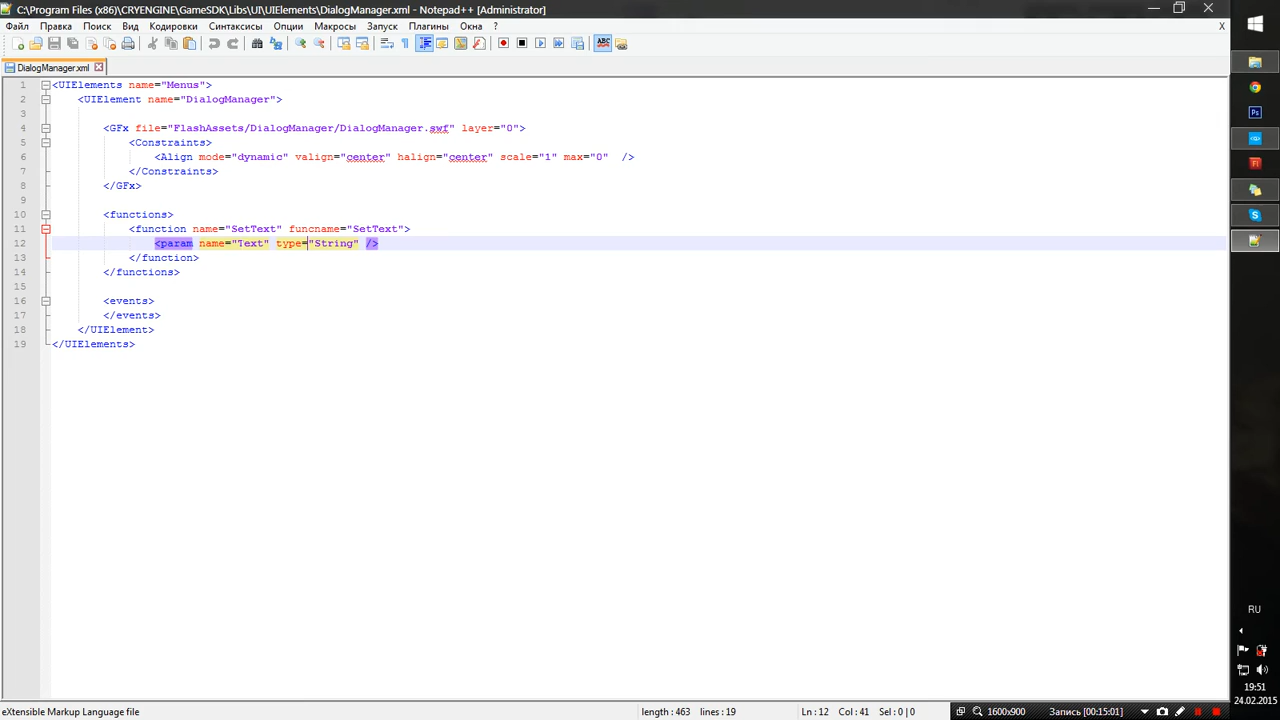 C:\Program Files (x86)\CRYENGINE\GameSDK\Libs\UI\UIElements\DialogManager.xml - Notepad++ [Administrator]
Файл Правка Поиск Вид Кодировки Синтаксисы Опции Макросы Запуск Плагины Окна ? X
DialogManager.xml
1 <UIElements name="Menus">
2 <UIElement name="DialogManager">
3
4 <GFx file="FlashAssets/DialogManager/DialogManager.swf" layer="0">
5 <Constraints>
6 <Align mode="dynamic" valign="center" halign="center" scale="1" max="0" />
7 </Constraints>
8 </GFx>
9
10 <functions>
11 <function name="SetText" funcname="SetText">
12 <param name="Text" type="String" />
13 </function>
14 </functions>
15
16 <events>
17 </events>
18 </UIElement>
19 </UIElements>
ABC
Ps
Fl
RU
19:51
24.02.2015
eXtensible Markup Language file length : 463 lines : 19 Ln : 12 Col : 41 Sel : 0 | 0 1600x900 Запись [00:15:01]